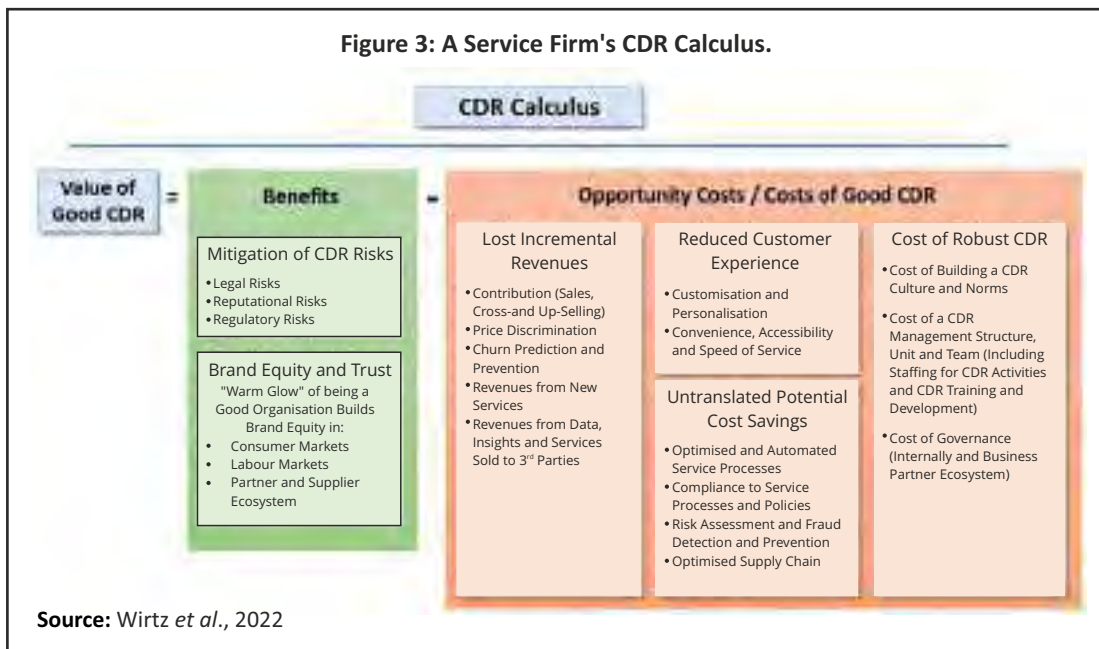 Figure 3: A Service Firm's CDR Calculus.
CDR Calculus
Value of
Good CDR
=
Benefits
-
Opportunity Costs / Costs of Good CDR
Mitigation of CDR Risks
• Legal Risks
• Reputational Risks
• Regulatory Risks
Brand Equity and Trust
"Warm Glow" of being a
Good Organisation Builds
Brand Equity in:
• Consumer Markets
• Labour Markets
• Partner and Supplier
Ecosystem
Lost Incremental
Revenues
• Contribution (Sales,
Cross-and Up-Selling)
• Price Discrimination
• Churn Prediction and
Prevention
• Revenues from New
Services
• Revenues from Data,
Insights and Services
Sold to 3rd Parties
Reduced Customer
Experience
• Customisation and
Personalisation
• Convenience, Accessibility
and Speed of Service
Untranslated Potential
Cost Savings
• Optimised and Automated
Service Processes
• Compliance to Service
Processes and Policies
• Risk Assessment and Fraud
Detection and Prevention
• Optimised Supply Chain
Cost of Robust CDR
• Cost of Building a CDR
Culture and Norms
• Cost of a CDR
Management Structure,
Unit and Team (Including
Staffing for CDR Activities
and CDR Training and
Development)
• Cost of Governance
(Internally and Business
Partner Ecosystem)
Source: Wirtz et al., 2022